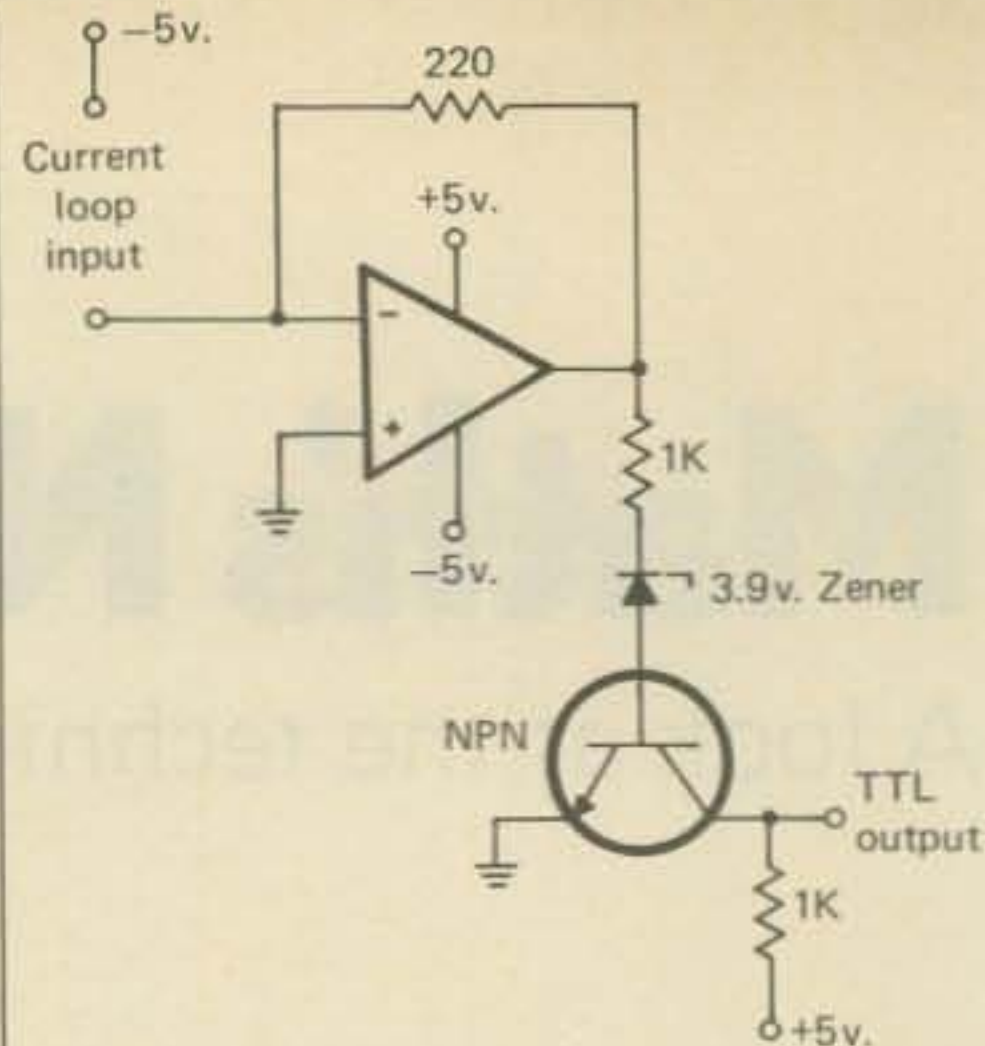 −5v.
220
Current
loop
input
+5v.
−
+
−5v.
1K
3.9v. Zener
NPN
TTL
output
1K
+5v.